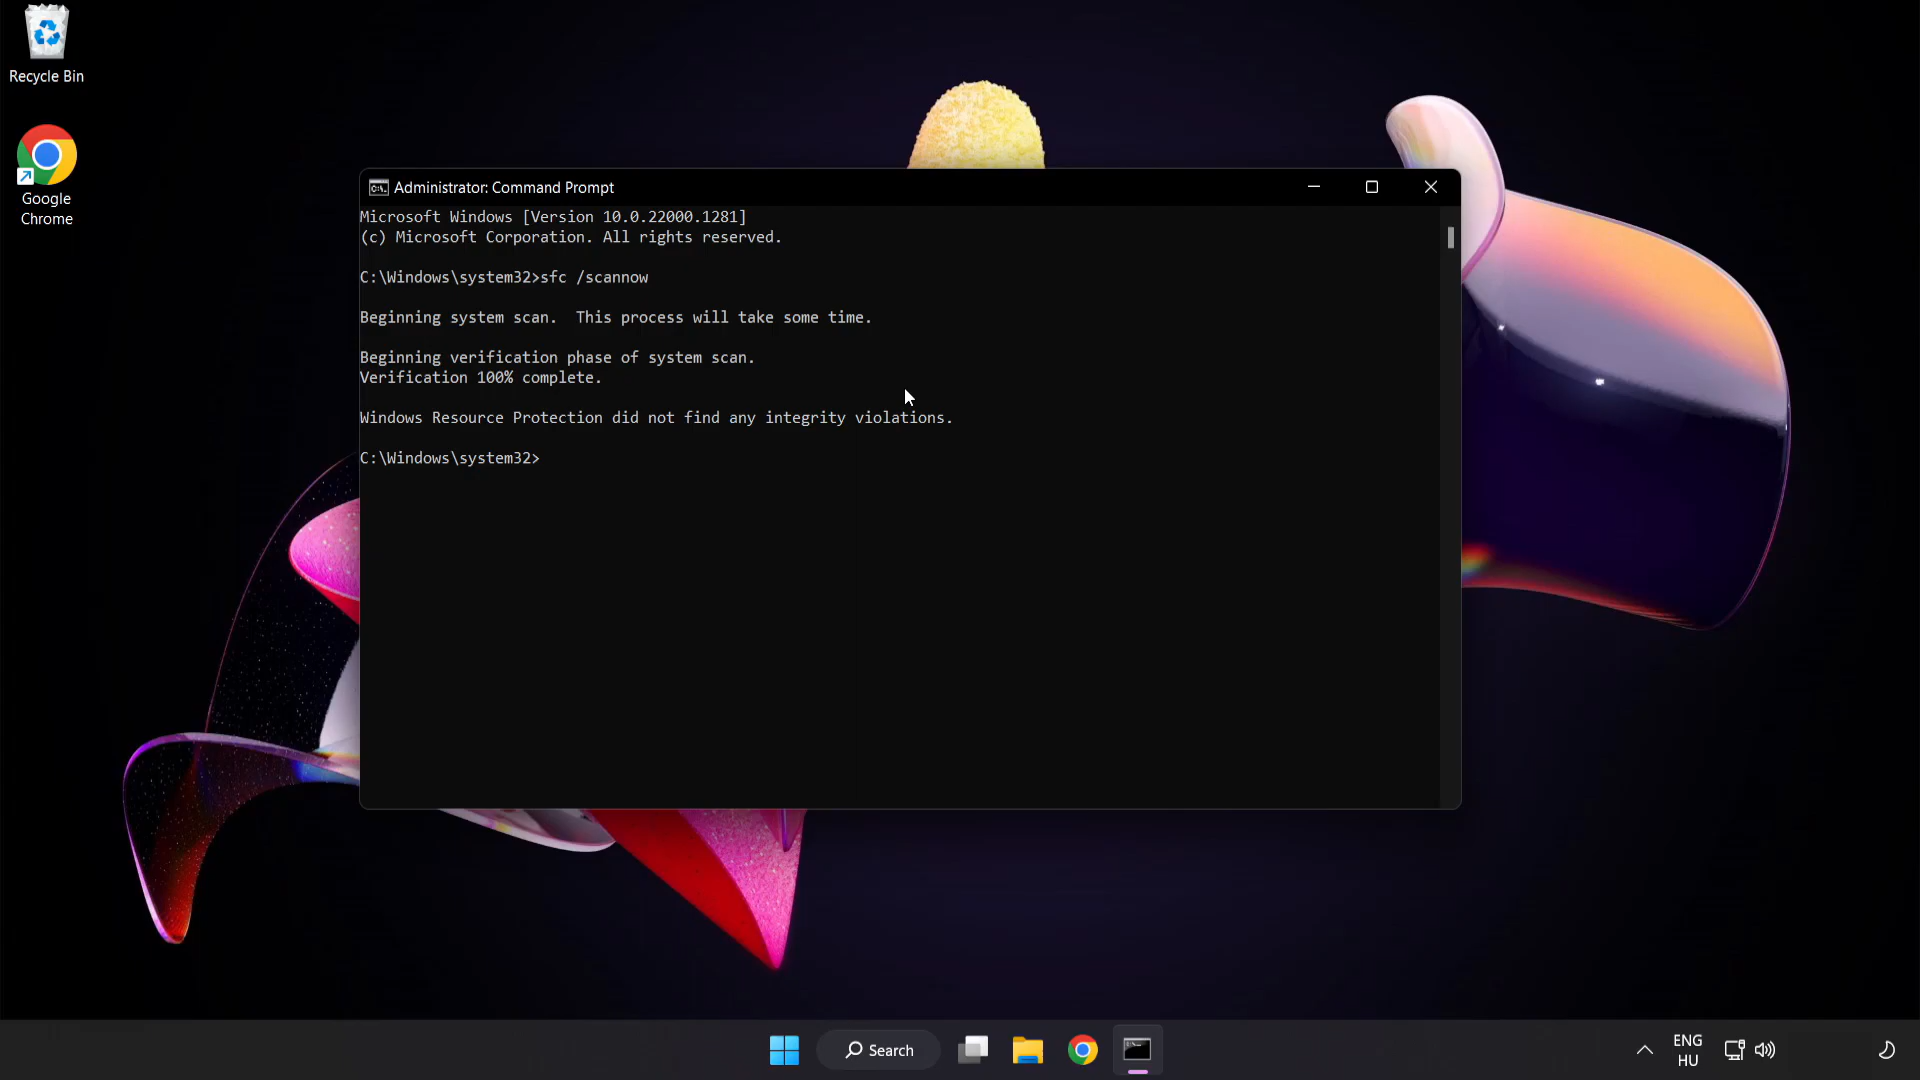 Recycle Bin
Google
Chrome
Administrator: Command Prompt
Microsoft Windows [Version 10.0.22000.1281]
(c) Microsoft Corporation. All rights reserved.
C:\Windows\system32>sfc /scannow
Beginning system scan.  This process will take some time.
Beginning verification phase of system scan.
Verification 100% complete.
Windows Resource Protection did not find any integrity violations.
C:\Windows\system32>
Search
ENG
HU